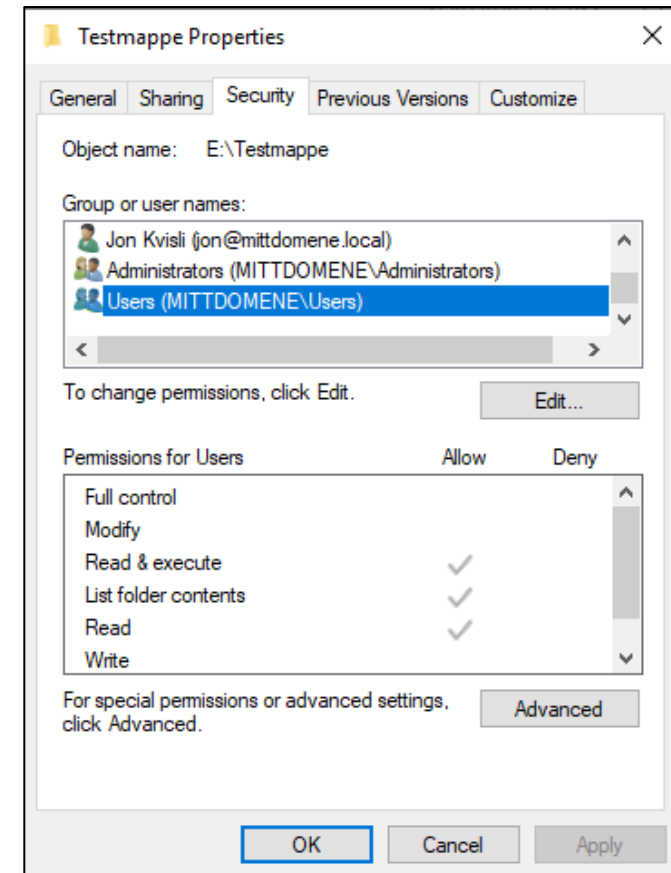 Testmappe Properties
General Sharing Security Previous Versions Customize
Object name: E:\Testmappe
Group or user names:
Jon Kvisli (jon@mittdomene.local)
Administrators (MITTDOMENE\Administrators)
Users (MITTDOMENE\Users)
To change permissions, click Edit.
Edit...
Permissions for Users Allow Deny
Full control
Modify
Read & execute
List folder contents
Read
Write
For special permissions or advanced settings,
click Advanced.
Advanced
OK Cancel Apply